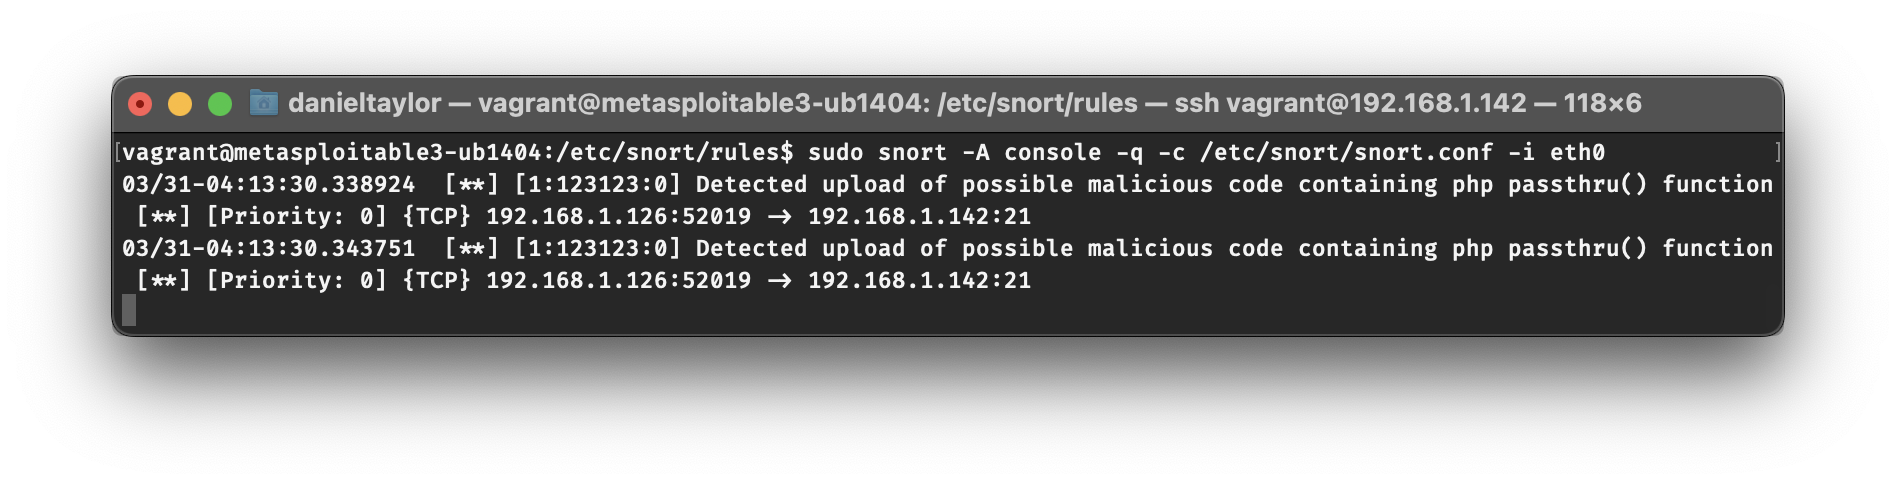 danieltaylor — vagrant@metasploitable3-ub1404: /etc/snort/rules — ssh vagrant@192.168.1.142 — 118×6
[vagrant@metasploitable3-ub1404:/etc/snort/rules$ sudo snort -A console -q -c /etc/snort/snort.conf -i eth0 ]
03/31-04:13:30.338924  [**] [1:123123:0] Detected upload of possible malicious code containing php passthru() function
 [**] [Priority: 0] {TCP} 192.168.1.126:52019 -> 192.168.1.142:21
03/31-04:13:30.343751  [**] [1:123123:0] Detected upload of possible malicious code containing php passthru() function
 [**] [Priority: 0] {TCP} 192.168.1.126:52019 -> 192.168.1.142:21